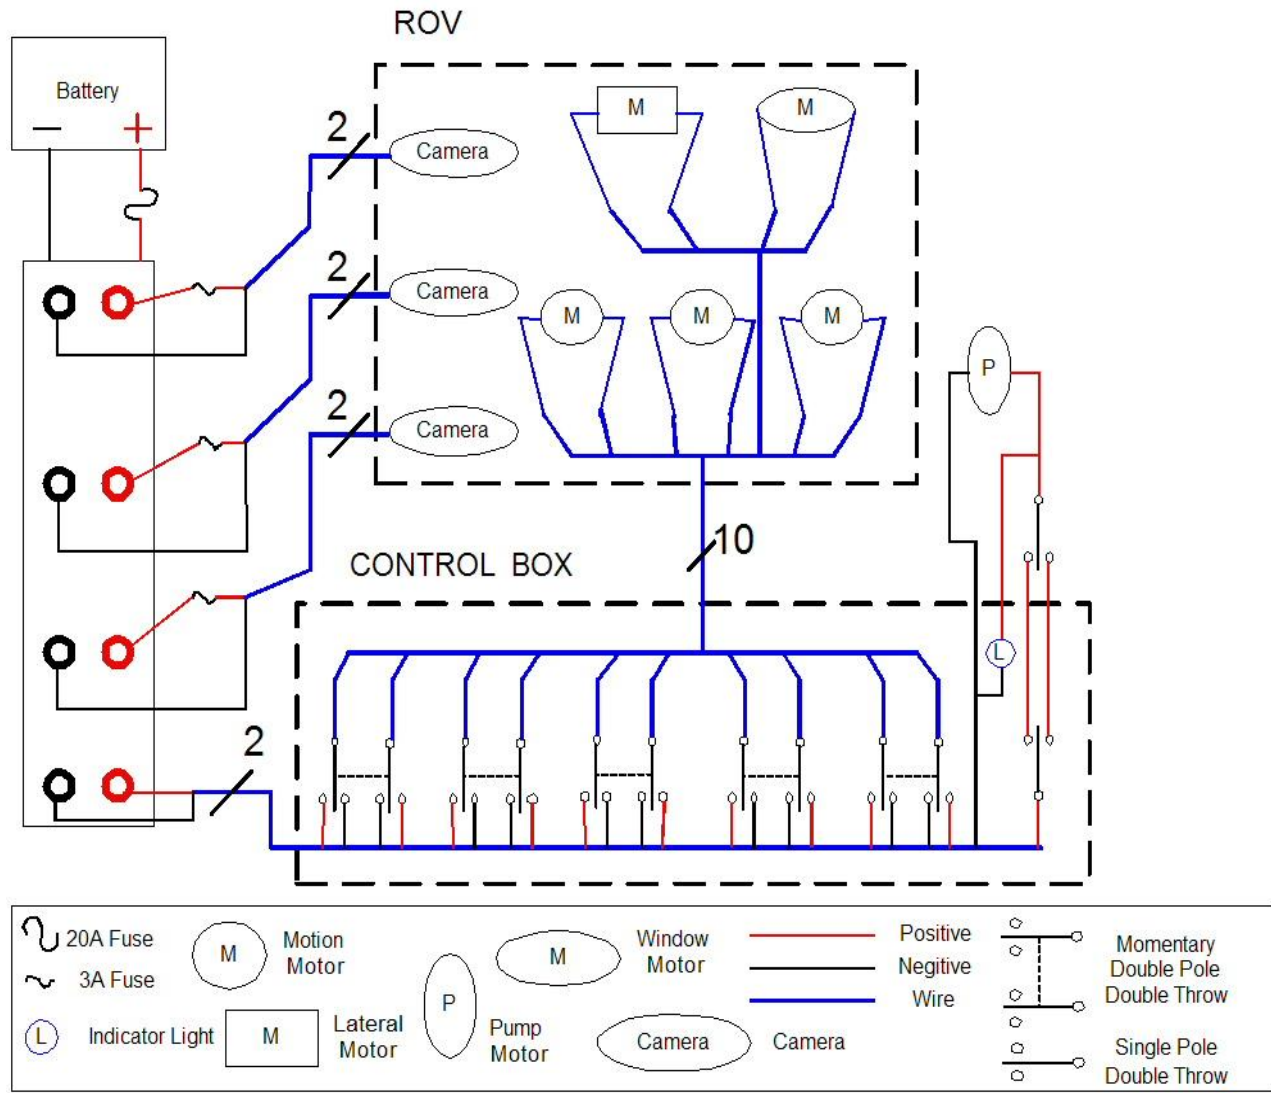 ROV
Battery
− +
2
Camera
M
M
2
Camera
M
M
M
P
2
Camera
10
CONTROL BOX
L
2
20A Fuse
3A Fuse
L
Indicator Light
M
Motion
Motor
M
Lateral
Motor
P
Pump
Motor
M
Window
Motor
Camera
Camera
Positive
Negitive
Wire
Momentary
Double Pole
Double Throw
Single Pole
Double Throw